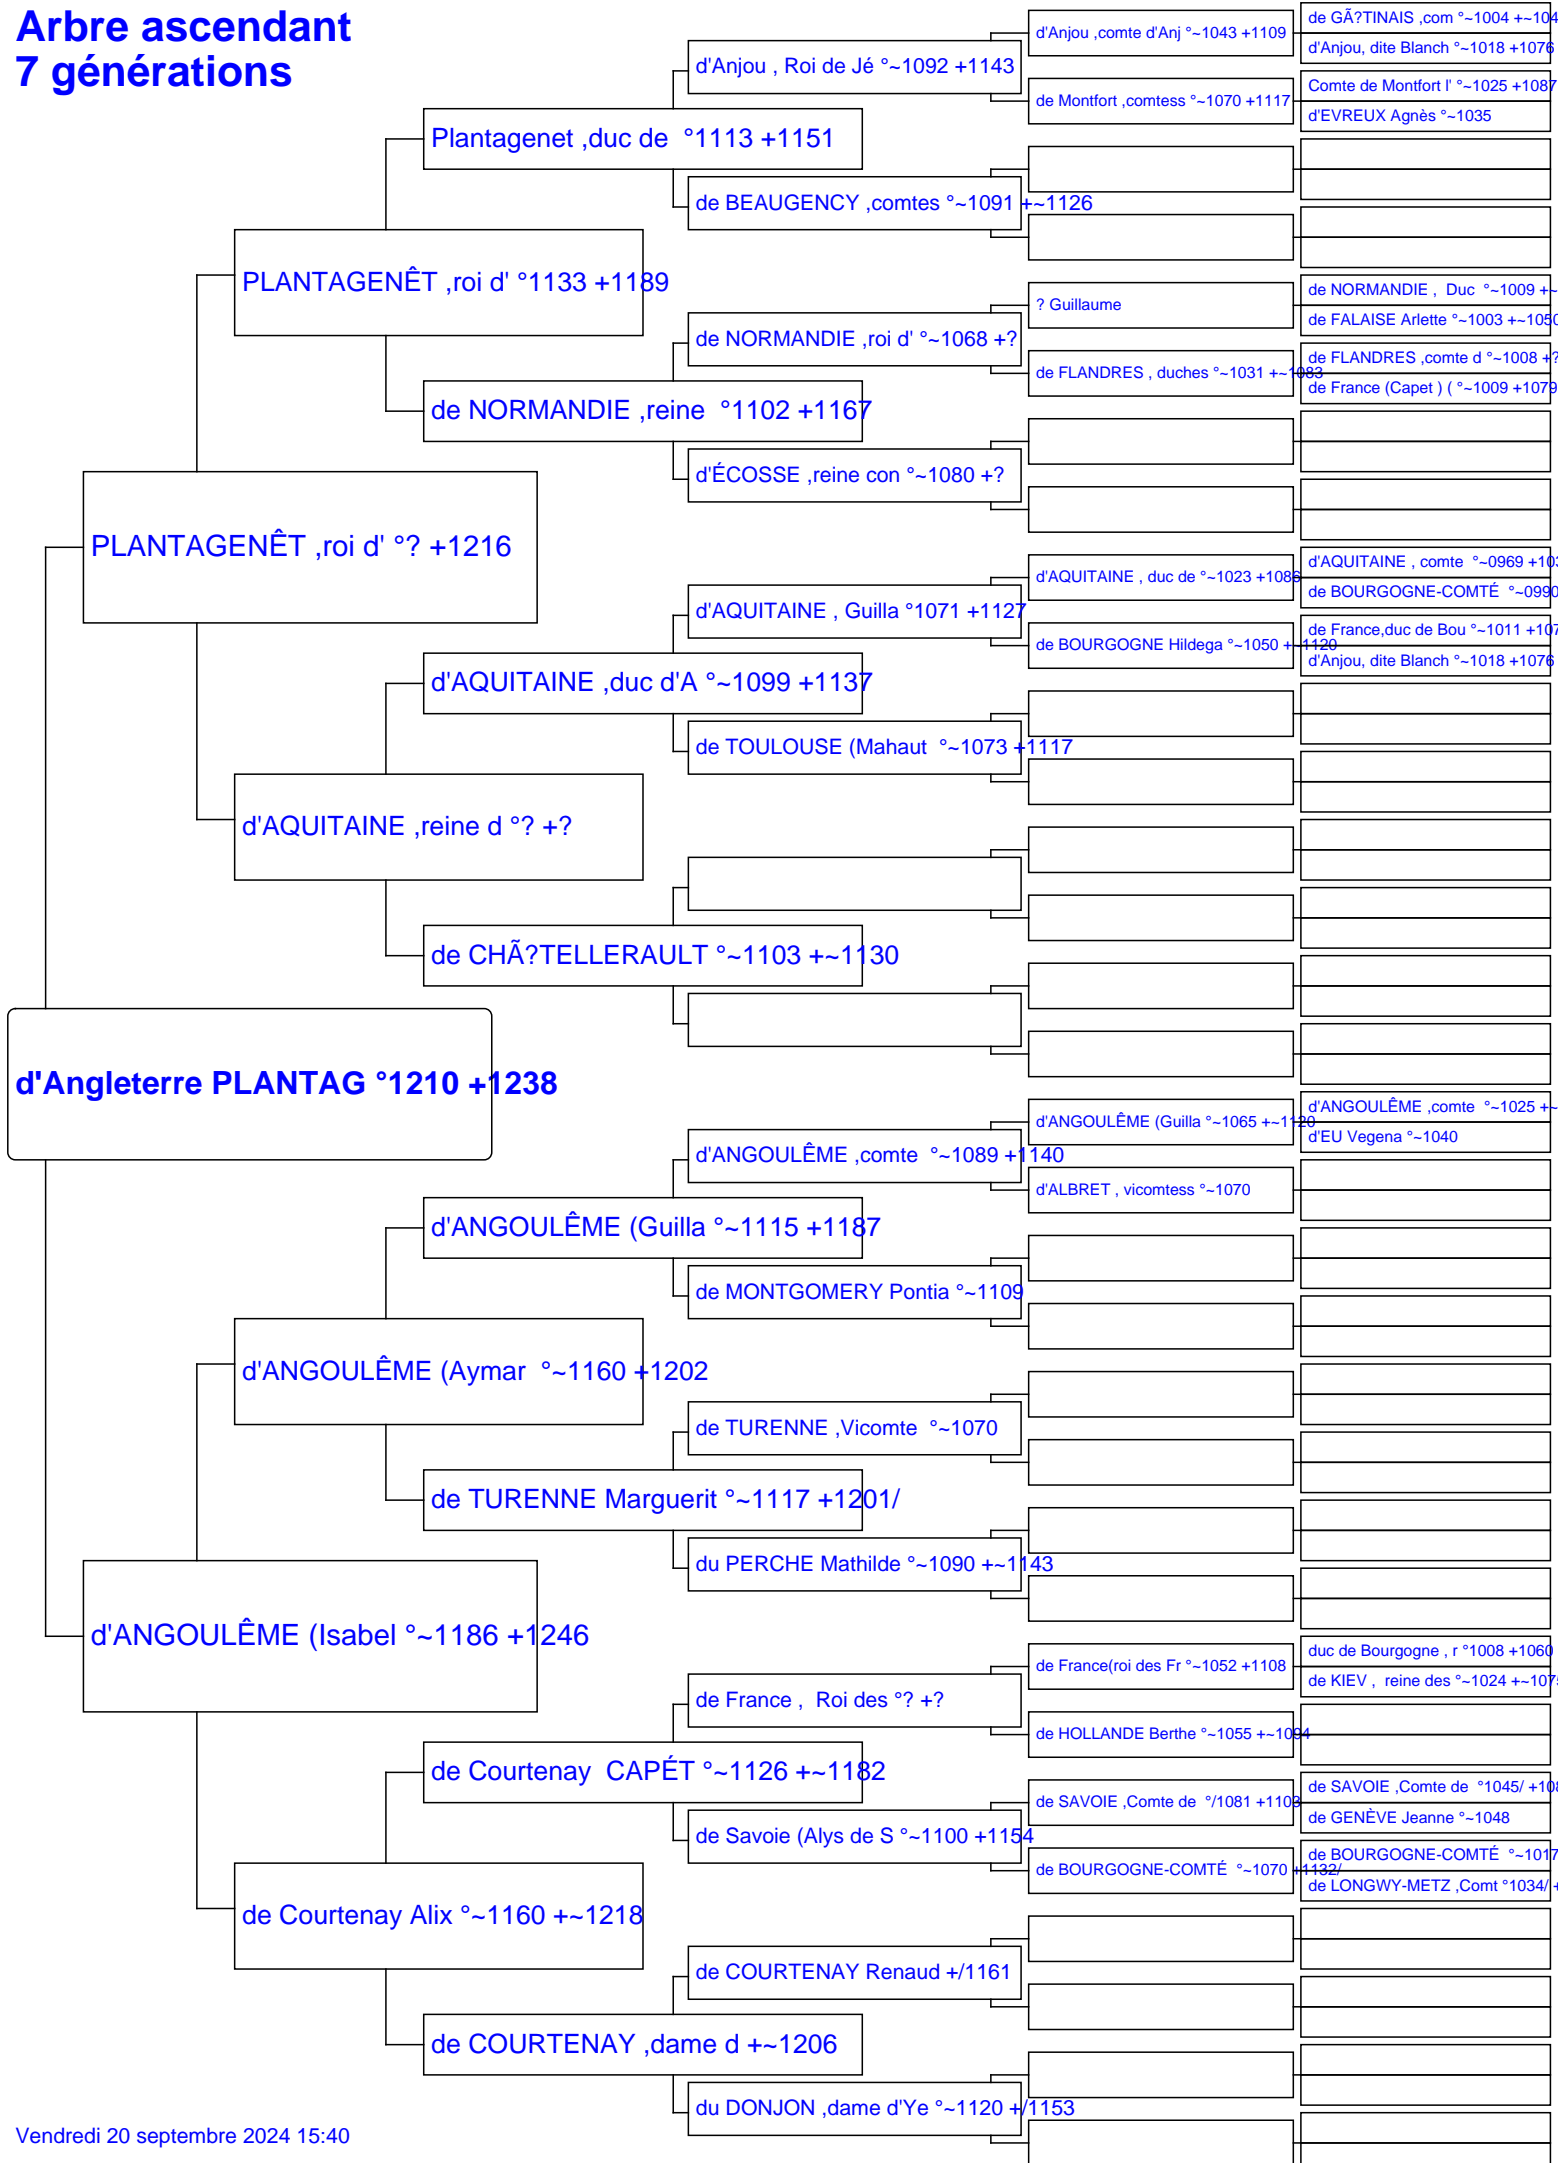 Arbre ascendant
7 générations
d'Anjou ,comte d'Anj °~1043 +1109
de GÃ?TINAIS ,com °~1004 +~104
d'Anjou, dite Blanch °~1018 +1076
d'Anjou , Roi de Jé °~1092 +1143
de Montfort ,comtess °~1070 +1117
Comte de Montfort l' °~1025 +1087
d'EVREUX Agnès °~1035
Plantagenet ,duc de °1113 +1151
de BEAUGENCY ,comtes °~1091 +~1126
PLANTAGENÊT ,roi d' °1133 +1189
? Guillaume
de NORMANDIE , Duc °~1009 +~
de FALAISE Arlette °~1003 +~1050
de NORMANDIE ,roi d' °~1068 +?
de FLANDRES , duches °~1031 +~1083
de FLANDRES ,comte d °~1008 +?
de France (Capet ) ( °~1009 +1079
de NORMANDIE ,reine °1102 +1167
d'ÉCOSSE ,reine con °~1080 +?
PLANTAGENÊT ,roi d' °? +1216
d'AQUITAINE , duc de °~1023 +1086
d'AQUITAINE , comte °~0969 +103
de BOURGOGNE-COMTÉ °~0990
d'AQUITAINE , Guilla °1071 +1127
de BOURGOGNE Hildega °~1050 +~1120
de France,duc de Bou °~1011 +107
d'Anjou, dite Blanch °~1018 +1076
d'AQUITAINE ,duc d'A °~1099 +1137
de TOULOUSE (Mahaut °~1073 +1117
d'AQUITAINE ,reine d °? +?
de CHÃ?TELLERAULT °~1103 +~1130
d'Angleterre PLANTAG °1210 +1238
d'ANGOULÊME (Guilla °~1065 +~1120
d'ANGOULÊME ,comte °~1025 +~
d'EU Vegena °~1040
d'ANGOULÊME ,comte °~1089 +1140
d'ALBRET , vicomtess °~1070
d'ANGOULÊME (Guilla °~1115 +1187
de MONTGOMERY Pontia °~1109
d'ANGOULÊME (Aymar °~1160 +1202
de TURENNE ,Vicomte °~1070
de TURENNE Marguerit °~1117 +1201/
du PERCHE Mathilde °~1090 +~1143
d'ANGOULÊME (Isabel °~1186 +1246
de France(roi des Fr °~1052 +1108
duc de Bourgogne , r °1008 +1060
de KIEV , reine des °~1024 +~1075
de France , Roi des °? +?
de HOLLANDE Berthe °~1055 +~1094
de Courtenay CAPÉT °~1126 +~1182
de SAVOIE ,Comte de °/1081 +1103
de SAVOIE ,Comte de °1045/ +108
de GENÈVE Jeanne °~1048
de Savoie (Alys de S °~1100 +1154
de BOURGOGNE-COMTÉ °~1070 +1132/
de BOURGOGNE-COMTÉ °~1017
de LONGWY-METZ ,Comt °1034/ +
de Courtenay Alix °~1160 +~1218
de COURTENAY Renaud +/1161
de COURTENAY ,dame d +~1206
du DONJON ,dame d'Ye °~1120 +/1153
Vendredi 20 septembre 2024 15:40